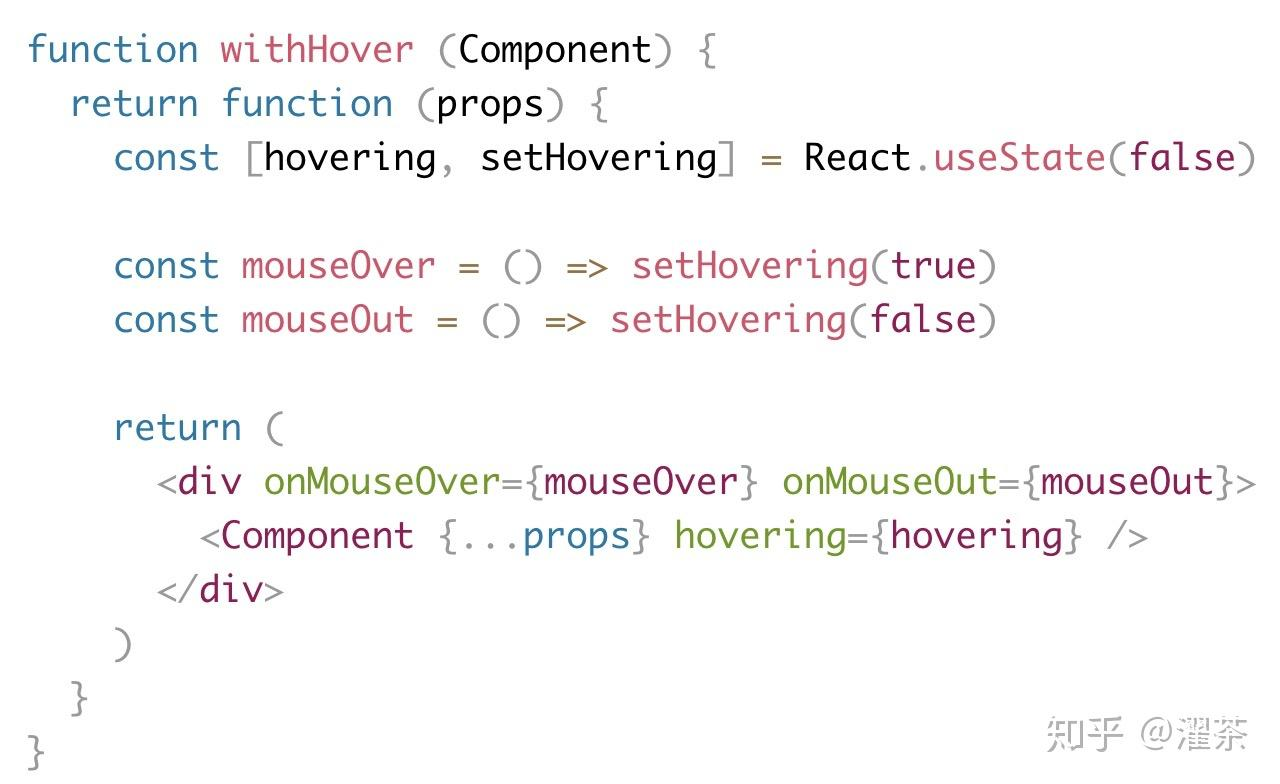 function withHover (Component) {
  return function (props) {
    const [hovering, setHovering] = React.useState(false)

    const mouseOver = () => setHovering(true)
    const mouseOut = () => setHovering(false)

    return (
      <div onMouseOver={mouseOver} onMouseOut={mouseOut}>
        <Component {...props} hovering={hovering} />
      </div>
    )
  }
}
知乎 @濯茶